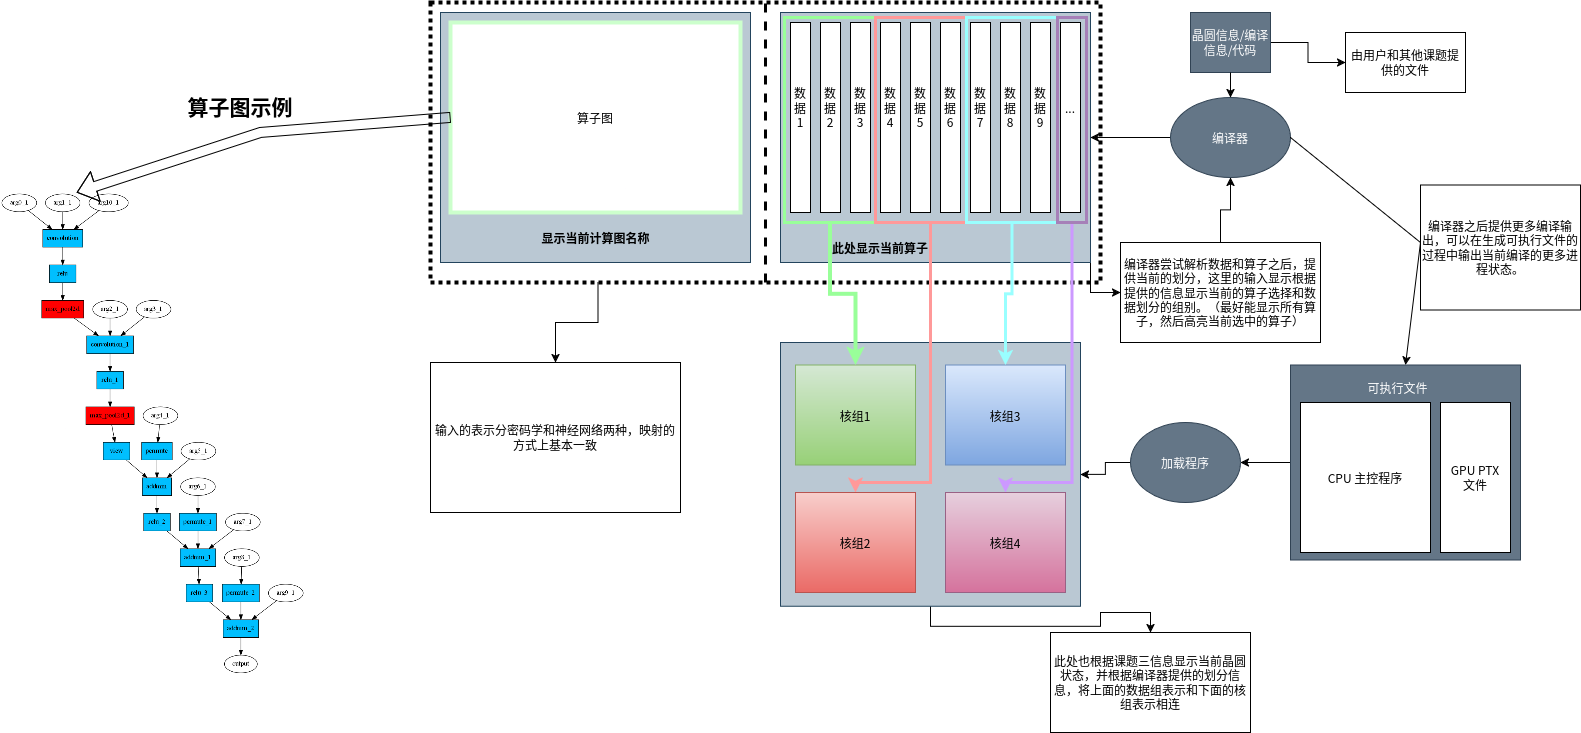 算子图示例
arg0_1
arg1_1
arg10_1
convolution
relu
max_pool2d
arg2_1
arg3_1
convolution_1
relu_1
max_pool2d_1
arg4_1
view
permute
arg5_1
addmm
arg6_1
relu_2
permute_1
arg7_1
addmm_1
arg8_1
relu_3
permute_2
arg9_1
addmm_2
output
算子图
显示当前计算图名称
数
据
1
数
据
2
数
据
3
数
据
4
数
据
5
数
据
6
数
据
7
数
据
8
数
据
9
...
此处显示当前算子
晶圆信息/编译
信息/代码
由用户和其他课题提
供的文件
编译器
编译器之后提供更多编译输
出，可以在生成可执行文件的
过程中输出当前编译的更多进
程状态。
编译器尝试解析数据和算子之后，提
供当前的划分，这里的输入显示根据
提供的信息显示当前的算子选择和数
据划分的组别。（最好能显示所有算
子，然后高亮当前选中的算子）
输入的表示分密码学和神经网络两种，映射的
方式上基本一致
核组1
核组3
核组2
核组4
加载程序
可执行文件
CPU 主控程序
GPU PTX
文件
此处也根据课题三信息显示当前晶圆
状态，并根据编译器提供的划分信
息，将上面的数据组表示和下面的核
组表示相连